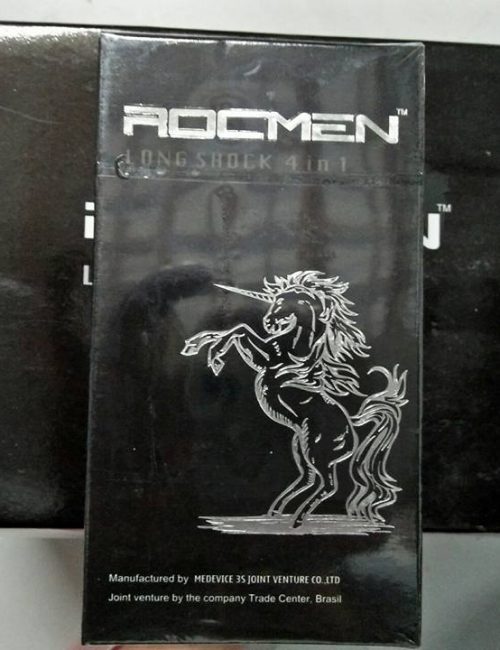 ROCMEN™
LONG SHOCK 4 in 1
TM
Manufactured by MEDEVICE 3S JOINT VENTURE CO.,LTD
Joint venture by the company Trade Center, Brasil